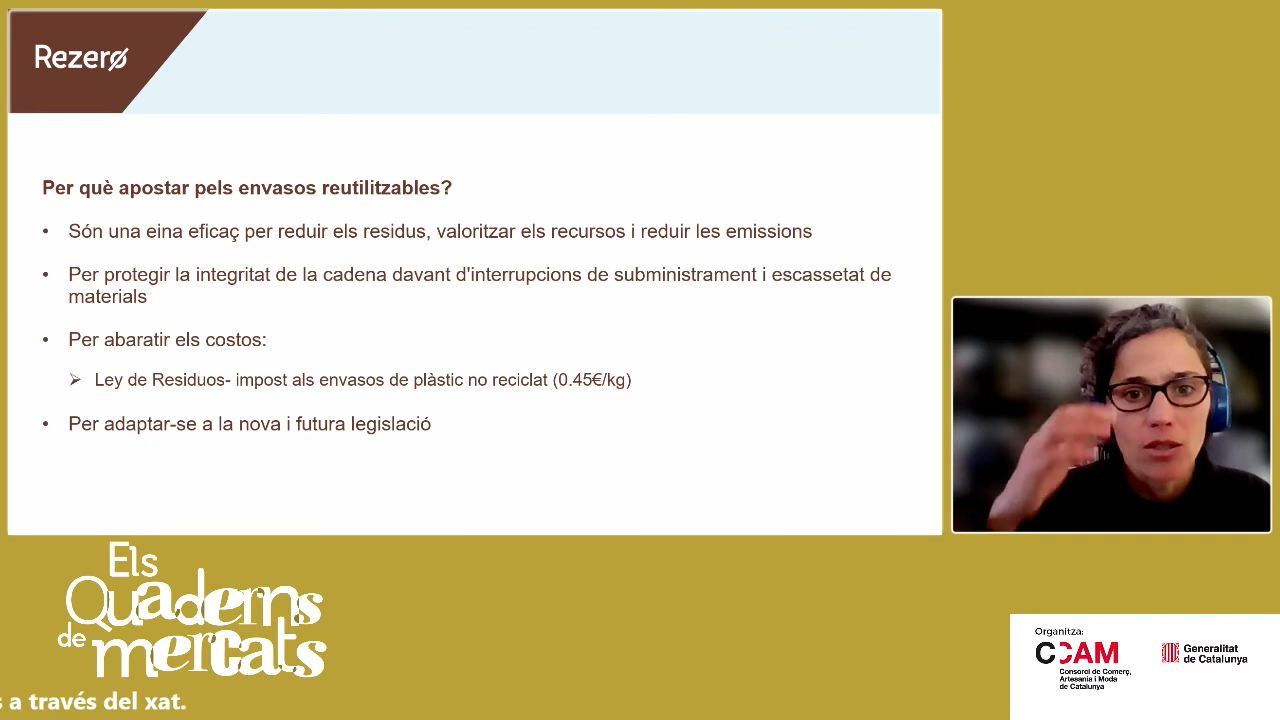 Rezero
Per què apostar pels envasos reutilitzables?
• Són una eina eficaç per reduir els residus, valoritzar els recursos i reduir les emissions
• Per protegir la integritat de la cadena davant d'interrupcions de subministrament i escassetat de
materials
• Per abaratir els costos:
➢ Ley de Residuos- impost als envasos de plàstic no reciclat (0.45€/kg)
• Per adaptar-se a la nova i futura legislació
Els
Quaderns
de mercats
s a través del xat.
Organitza:
CCAM
Consorci de Comerç,
Artesania i Moda
de Catalunya
Generalitat
de Catalunya